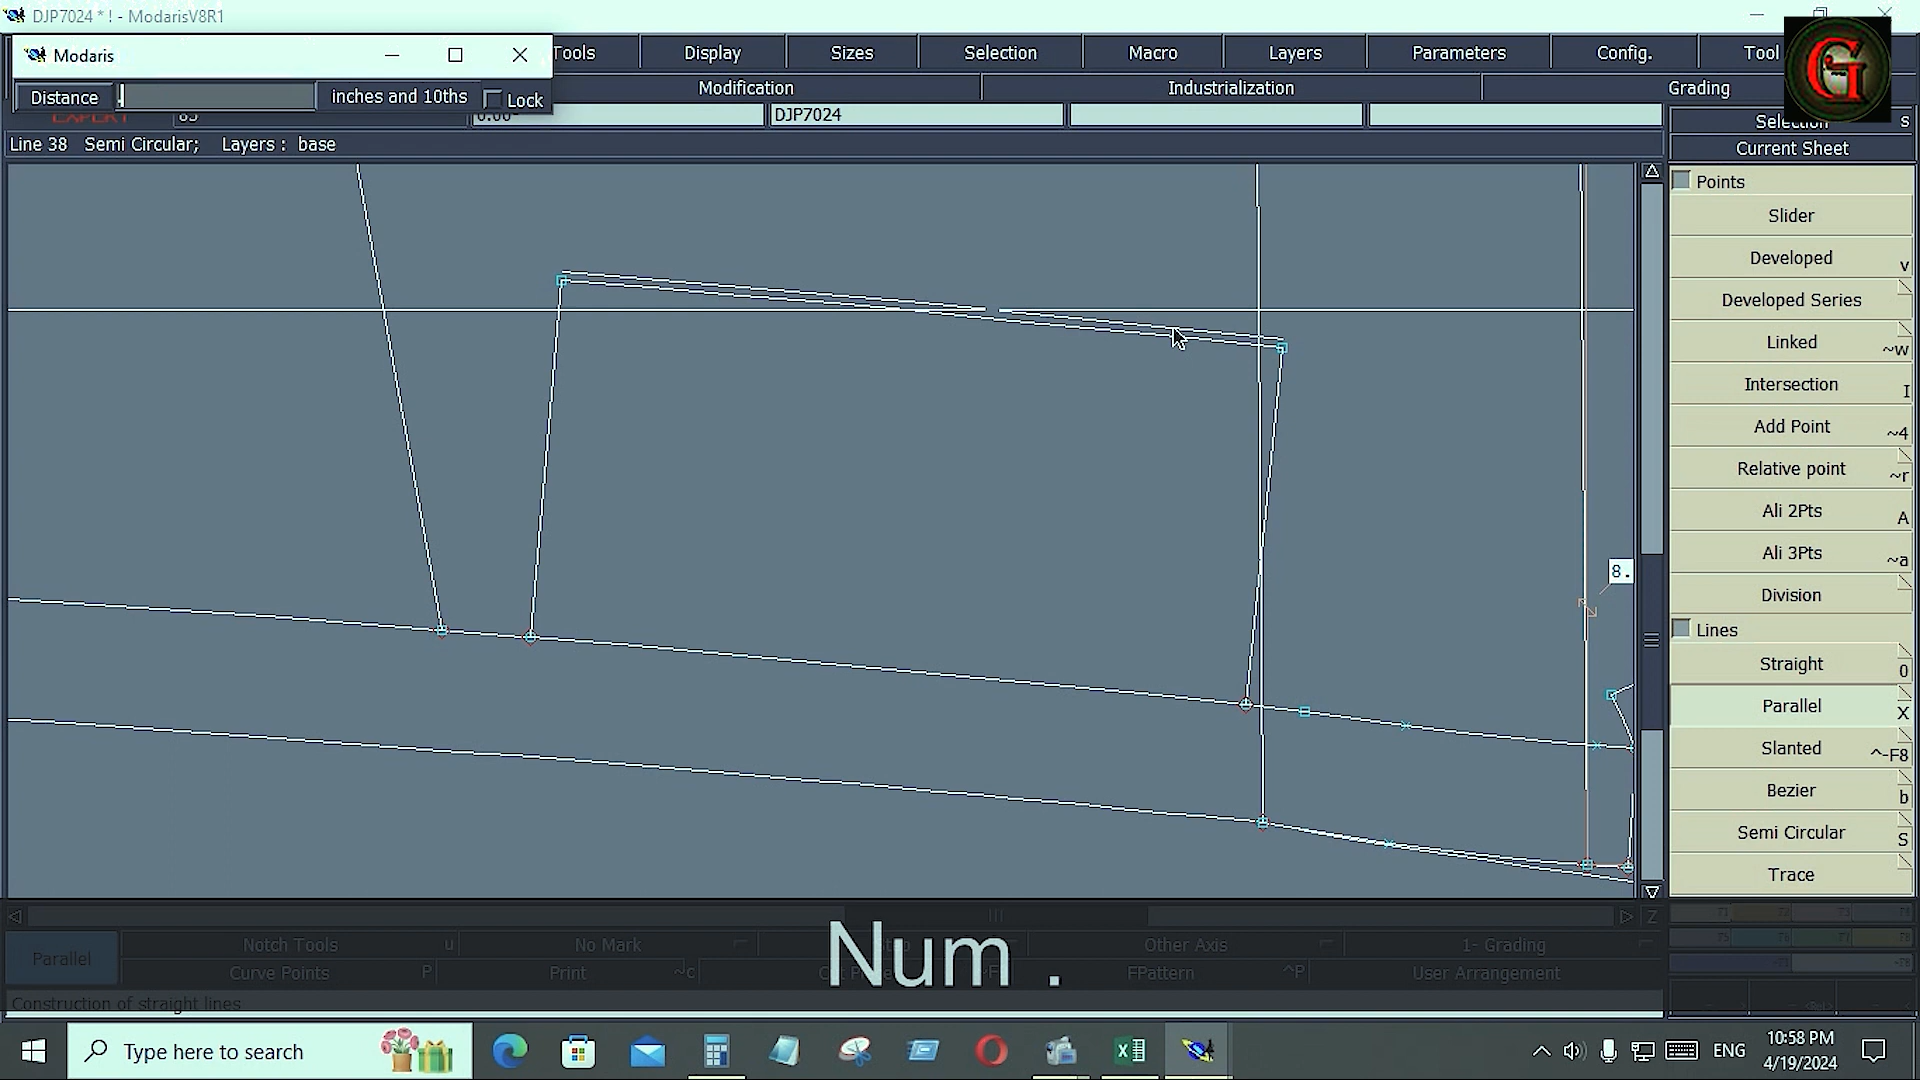 DJP7024 * ! - ModarisV8R1
Modaris
Tools
Display
Sizes
Selection
Macro
Layers
Parameters
Config.
Tool
G
Distance
.
inches and 10ths
Lock
Modification
Industrialization
Grading
DJP7024
Selection
s
Line 38 Semi Circular; Layers : base
Current Sheet
Points
Slider
Developed v
Developed Series
Linked ~w
Intersection I
Add Point ~4
Relative point ~r
Ali 2Pts A
Ali 3Pts ~a
Division
Lines
Straight 0
Parallel X
Slanted ^-F8
Bezier b
Semi Circular S
Trace
8.
Z
Parallel
Notch Tools u
No Mark
Other Axis
1- Grading
Curve Points P
Print ~c
FPattern ^P
User Arrangement
Construction of straight lines
Num .
Type here to search
ENG
10:58 PM
4/19/2024